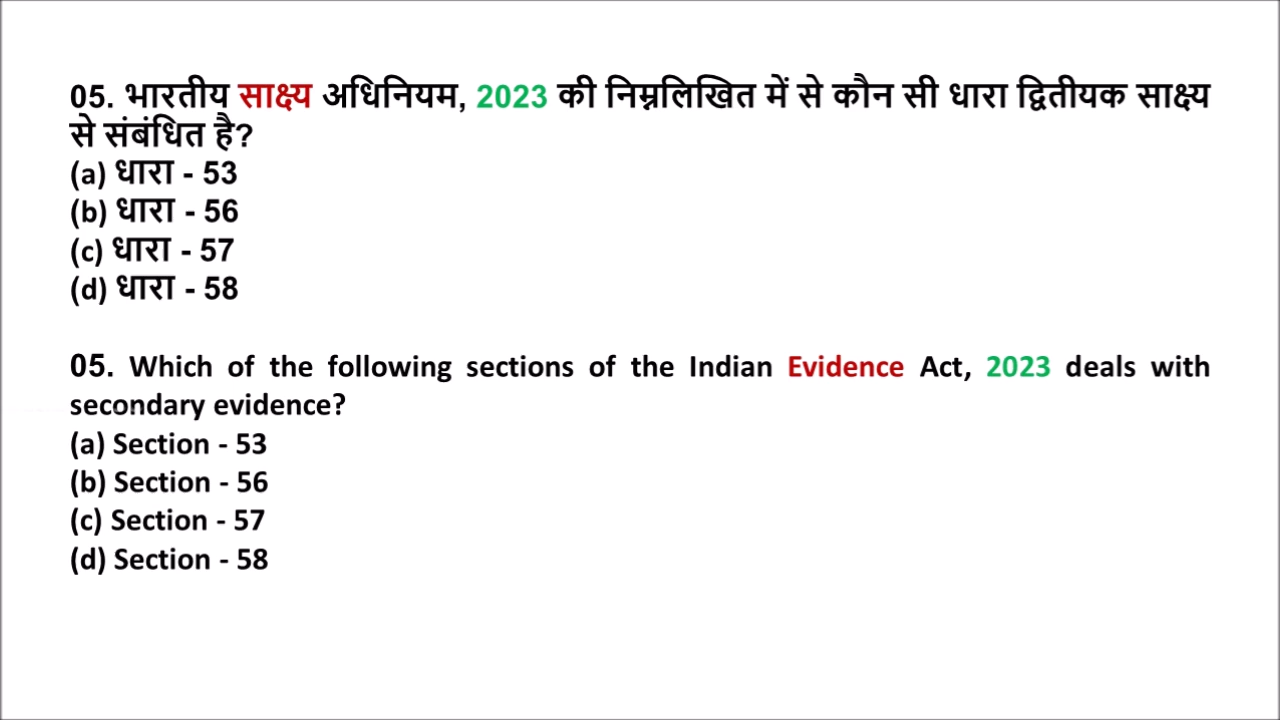 05. भारतीय साक्ष्य अधिनियम, 2023 की निम्नलिखित में से कौन सी धारा द्वितीयक साक्ष्य
से संबंधित है?
(a) धारा - 53
(b) धारा - 56
(c) धारा - 57
(d) धारा - 58
05. Which of the following sections of the Indian Evidence Act, 2023 deals with
secondary evidence?
(a) Section - 53
(b) Section - 56
(c) Section - 57
(d) Section - 58